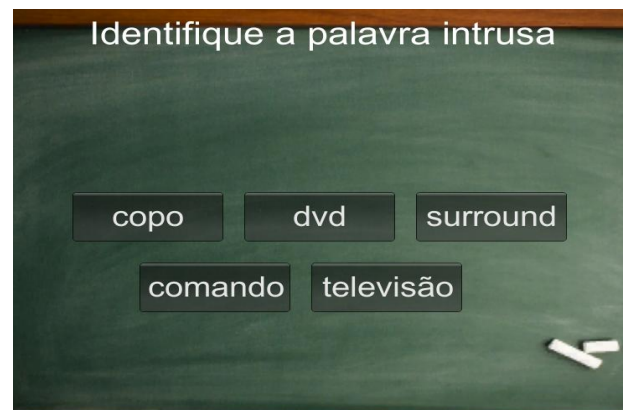 Identifique a palavra intrusa
copo dvd surround
comando televisão